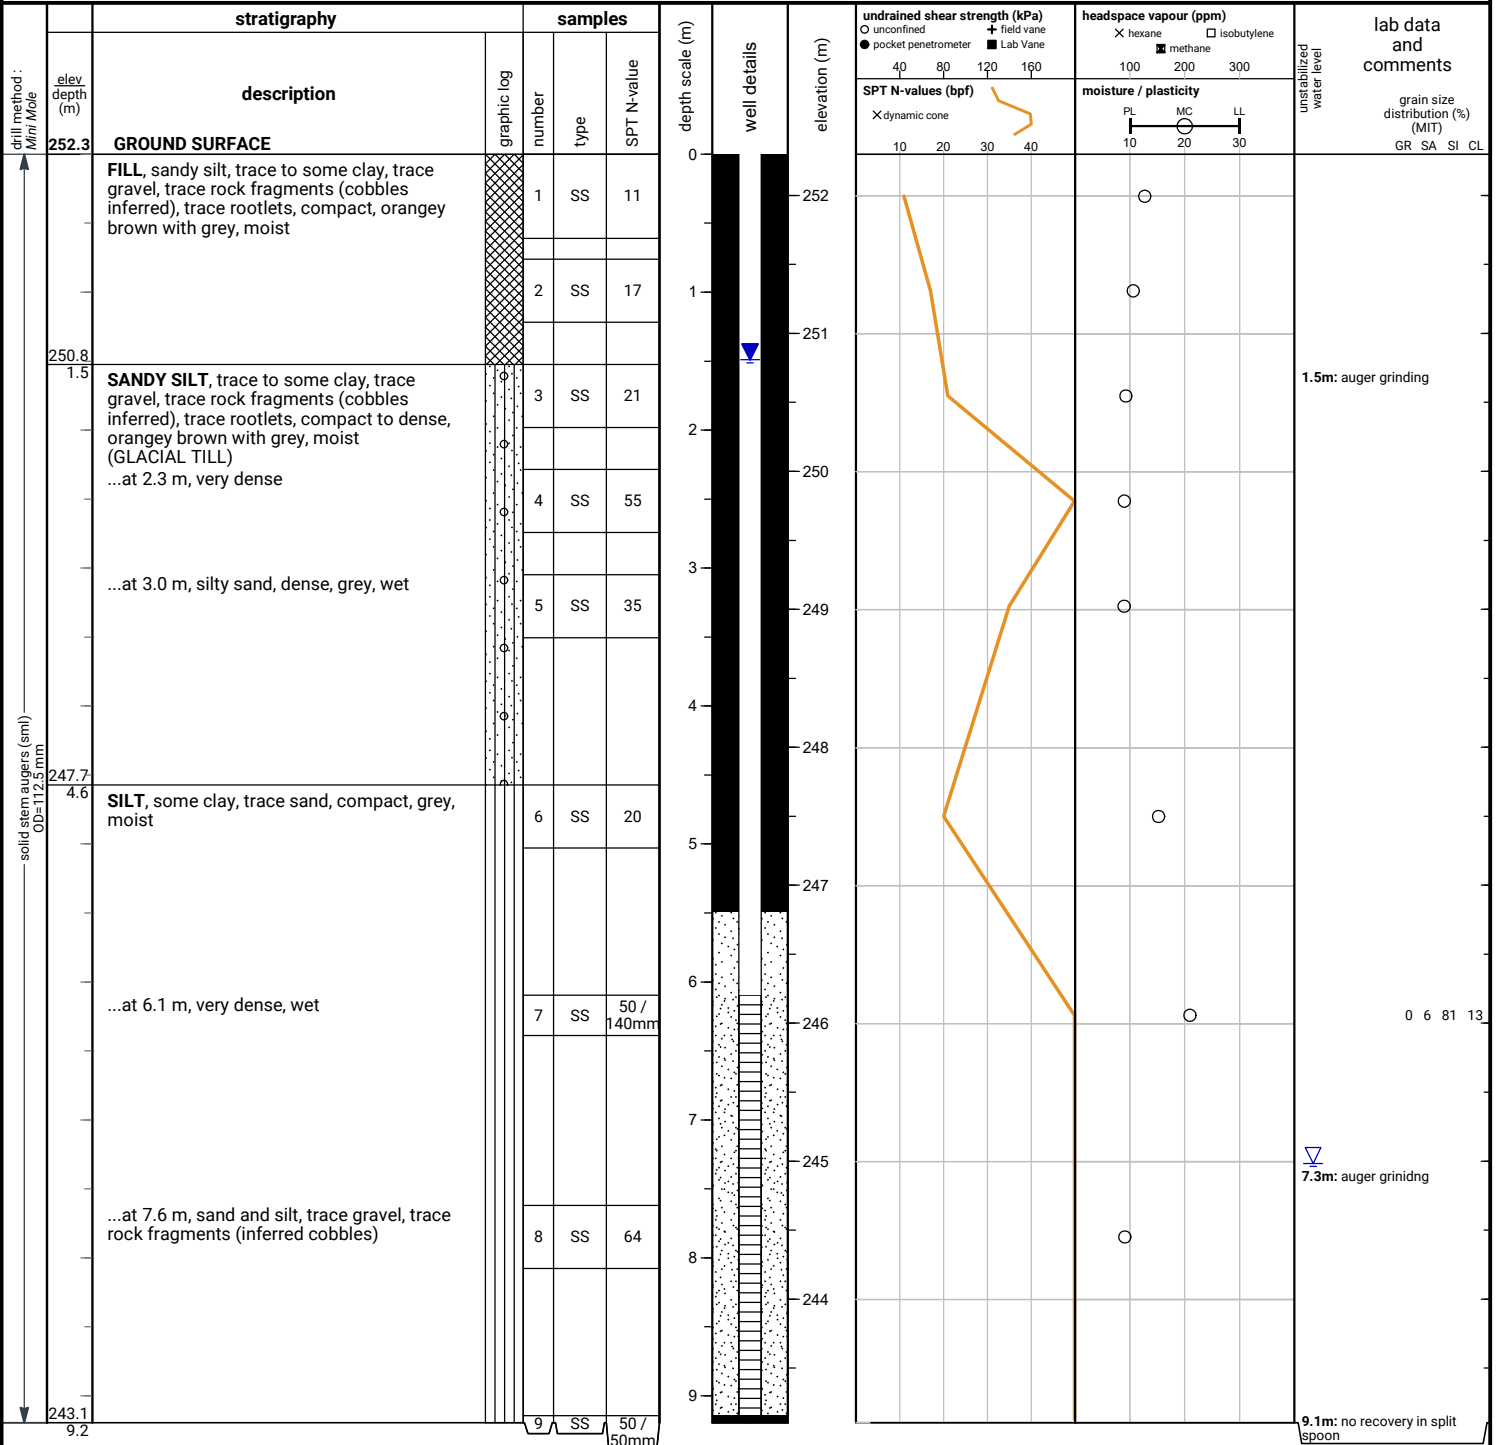 stratigraphy
samples
drill method :
Mini Mole
elev
depth
(m)
description
graphic log
number
type
SPT N-value
depth scale (m)
well details
elevation (m)
undrained shear strength (kPa)
unconfined
field vane
pocket penetrometer
Lab Vane
40 80 120 160
SPT N-values (bpf)
dynamic cone
10 20 30 40
headspace vapour (ppm)
hexane
isobutylene
methane
100 200 300
moisture / plasticity
PL MC LL
10 20 30
unstabilized
water level
lab data
and
comments
grain size
distribution (%)
(MIT)
GR SA SI CL
252.3 GROUND SURFACE
FILL, sandy silt, trace to some clay, trace
gravel, trace rock fragments (cobbles
inferred), trace rootlets, compact, orangey
brown with grey, moist
1 SS 11
2 SS 17
250.8
1.5
SANDY SILT, trace to some clay, trace
gravel, trace rock fragments (cobbles
inferred), trace rootlets, compact to dense,
orangey brown with grey, moist
(GLACIAL TILL)
...at 2.3 m, very dense
...at 3.0 m, silty sand, dense, grey, wet
3 SS 21
4 SS 55
5 SS 35
247.7
4.6
SILT, some clay, trace sand, compact, grey,
moist
6 SS 20
...at 6.1 m, very dense, wet
7 SS 50 /
140mm
...at 7.6 m, sand and silt, trace gravel, trace
rock fragments (inferred cobbles)
8 SS 64
243.1
9.2
9 SS 50 /
50mm
solid stem augers (sml)
OD=112.5 mm
0
1
2
3
4
5
6
7
8
9
252
251
250
249
248
247
246
245
244
1.5m: auger grinding
0 6 81 13
7.3m: auger grinidng
9.1m: no recovery in split
spoon